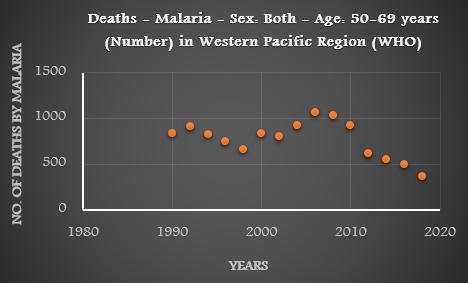 Deaths - Malaria - Sex: Both - Age: 50-69 years
(Number) in Western Pacific Region (WHO)
NO. OF DEATHS BY MALARIA
1500
1000
500
0
1980 1990 2000 2010 2020
YEARS